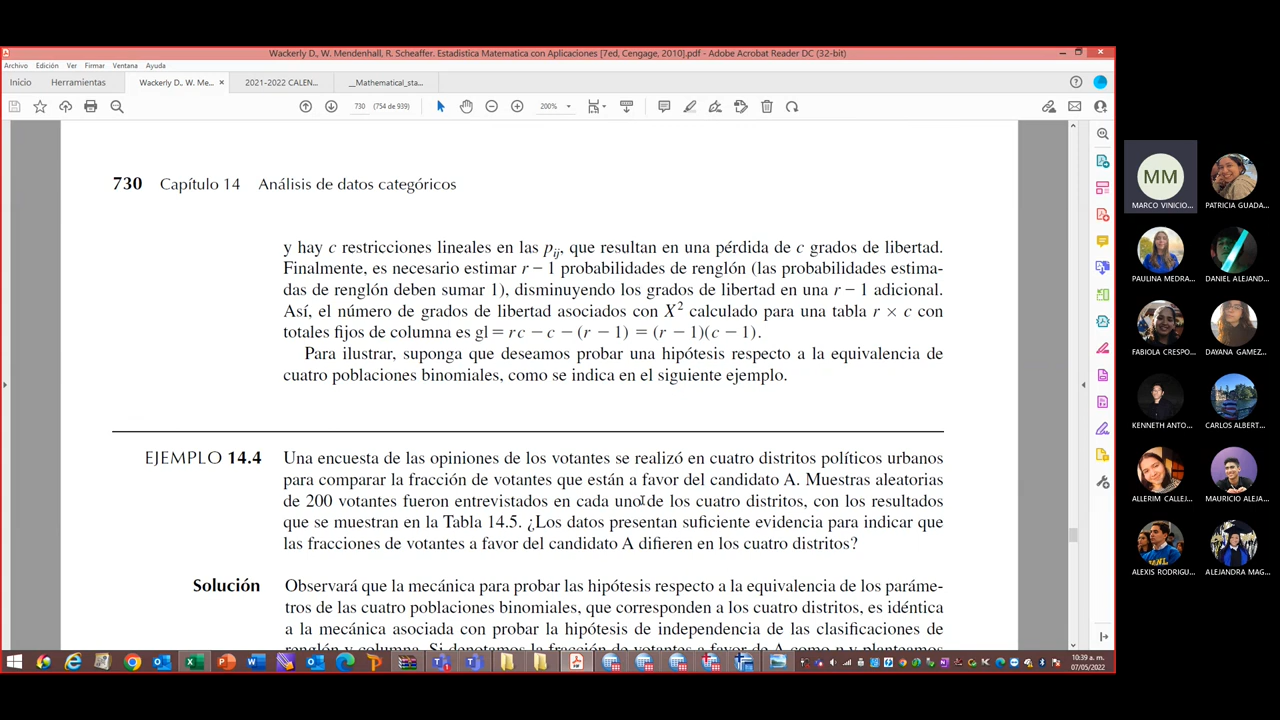 Wackerly D., W. Mendenhall, R. Scheaffer. Estadística Matematica con Aplicaciones [7ed, Cengage, 2010].pdf - Adobe Acrobat Reader DC (32-bit)
Archivo Edición Ver Firmar Ventana Ayuda
Inicio Herramientas Wackerly D., W. Me... × 2021-2022 CALEN... __Mathematical_sta...
730 (754 de 939) 200%
730 Capítulo 14 Análisis de datos categóricos
y hay c restricciones lineales en las pij, que resultan en una pérdida de c grados de libertad.
Finalmente, es necesario estimar r − 1 probabilidades de renglón (las probabilidades estima-
das de renglón deben sumar 1), disminuyendo los grados de libertad en una r − 1 adicional.
Así, el número de grados de libertad asociados con X² calculado para una tabla r × c con
totales fijos de columna es gl = rc − c − (r − 1) = (r − 1)(c − 1).
Para ilustrar, suponga que deseamos probar una hipótesis respecto a la equivalencia de
cuatro poblaciones binomiales, como se indica en el siguiente ejemplo.
EJEMPLO 14.4 Una encuesta de las opiniones de los votantes se realizó en cuatro distritos políticos urbanos
para comparar la fracción de votantes que están a favor del candidato A. Muestras aleatorias
de 200 votantes fueron entrevistados en cada uno de los cuatro distritos, con los resultados
que se muestran en la Tabla 14.5. ¿Los datos presentan suficiente evidencia para indicar que
las fracciones de votantes a favor del candidato A difieren en los cuatro distritos?
Solución Observará que la mecánica para probar las hipótesis respecto a la equivalencia de los paráme-
tros de las cuatro poblaciones binomiales, que corresponden a los cuatro distritos, es idéntica
a la mecánica asociada con probar la hipótesis de independencia de las clasificaciones de
10:39 a. m.
07/05/2022
MM
MARCO VINICIO... PATRICIA GUADA...
PAULINA MEDRA... DANIEL ALEJAND...
FABIOLA CRESPO... DAYANA GAMEZ...
KENNETH ANTO... CARLOS ALBERT...
ALLERIM CALLEJ... MAURICIO ALEJA...
ALEXIS RODRIGU... ALEJANDRA MAG...